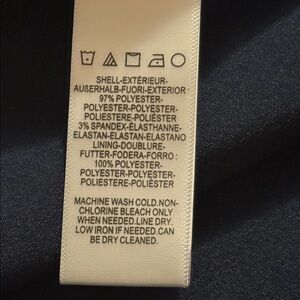 SHELL-EXTÉRIEUR-
AUßERHALB-FUORI-EXTERIOR
97% POLYESTER-
POLYESTER-POLYESTER-
POLIESTERE-POLIÉSTER
3% SPANDEX-ÉLASTHANNE-
ELASTAN-ELASTAN-ELASTANO
LINING-DOUBLURE-
FUTTER-FODERA-FORRO:
100% POLYESTER-
POLYESTER-POLYESTER-
POLIESTERE-POLIÉSTER
MACHINE WASH COLD.NON-
CHLORINE BLEACH ONLY
WHEN NEEDED.LINE DRY.
LOW IRON IF NEEDED.CAN
BE DRY CLEANED.